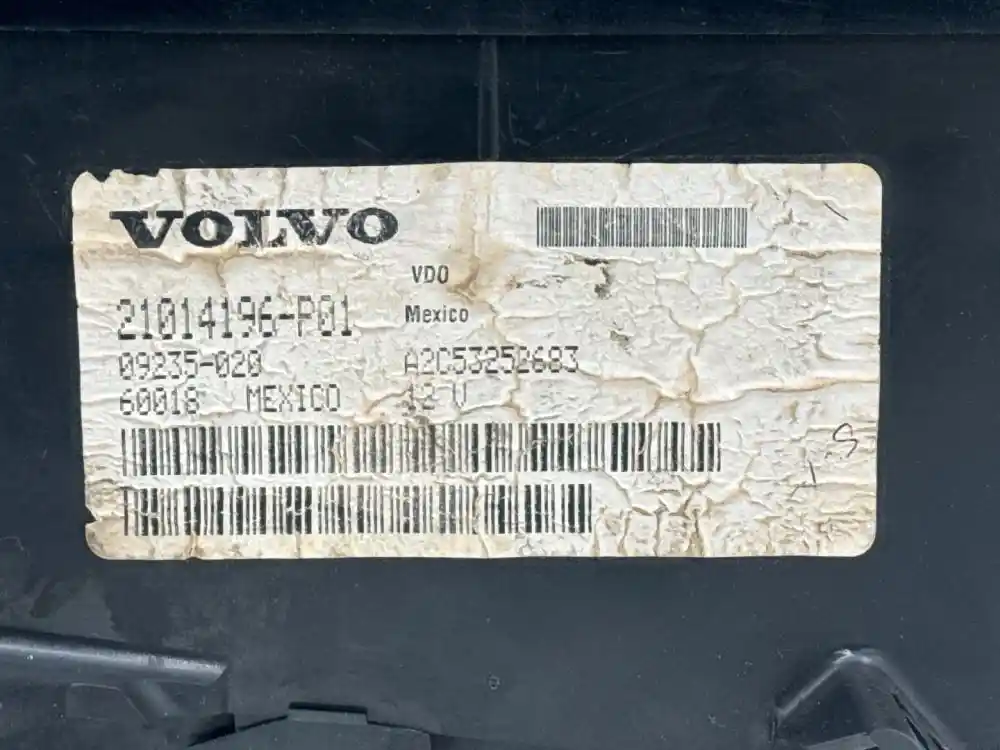 VOLVO
VDO
21014196-P01
Mexico
09235-020
A2C53252683
60018 MEXICO
12 V